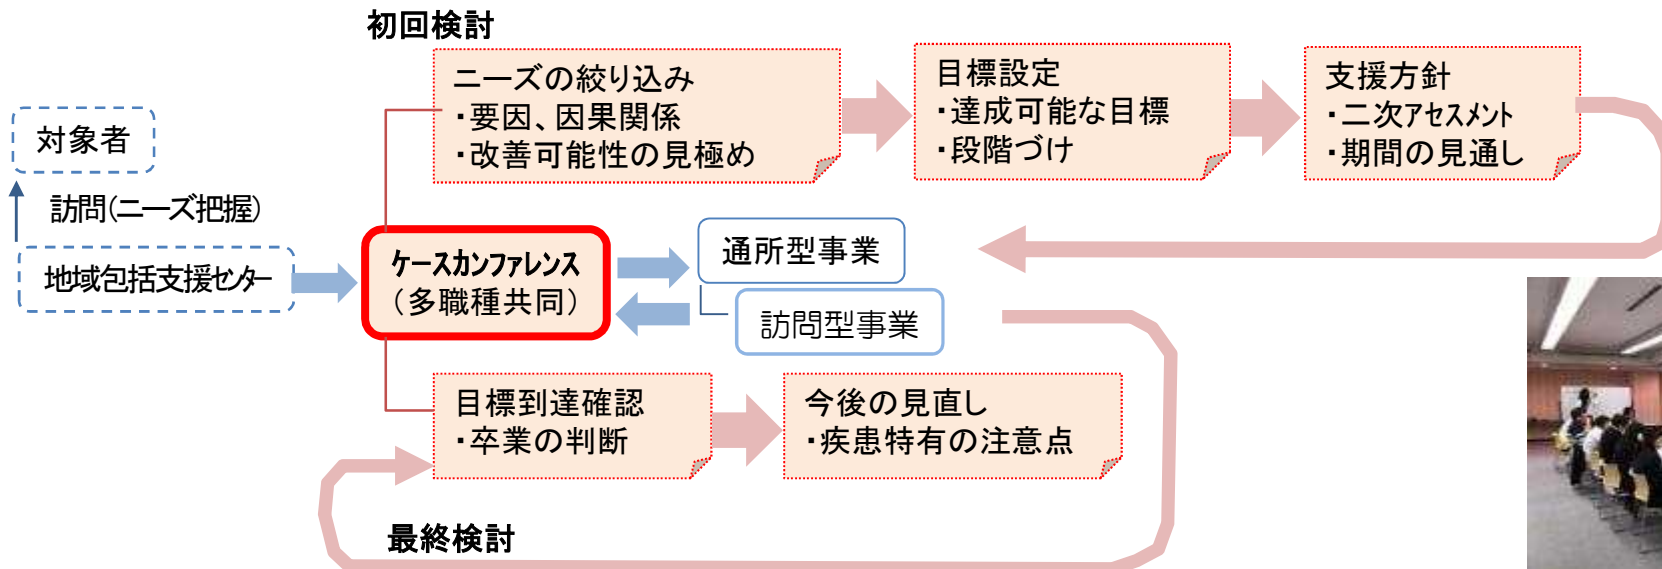 初回検討
ニーズの絞り込み
・要因、因果関係
・改善可能性の見極め
目標設定
・達成可能な目標
・段階づけ
支援方針
・二次アセスメント
・期間の見通し
対象者
訪問(ニーズ把握)
地域包括支援センター
ケースカンファレンス
(多職種共同)
通所型事業
訪問型事業
目標到達確認
・卒業の判断
今後の見直し
・疾患特有の注意点
最終検討